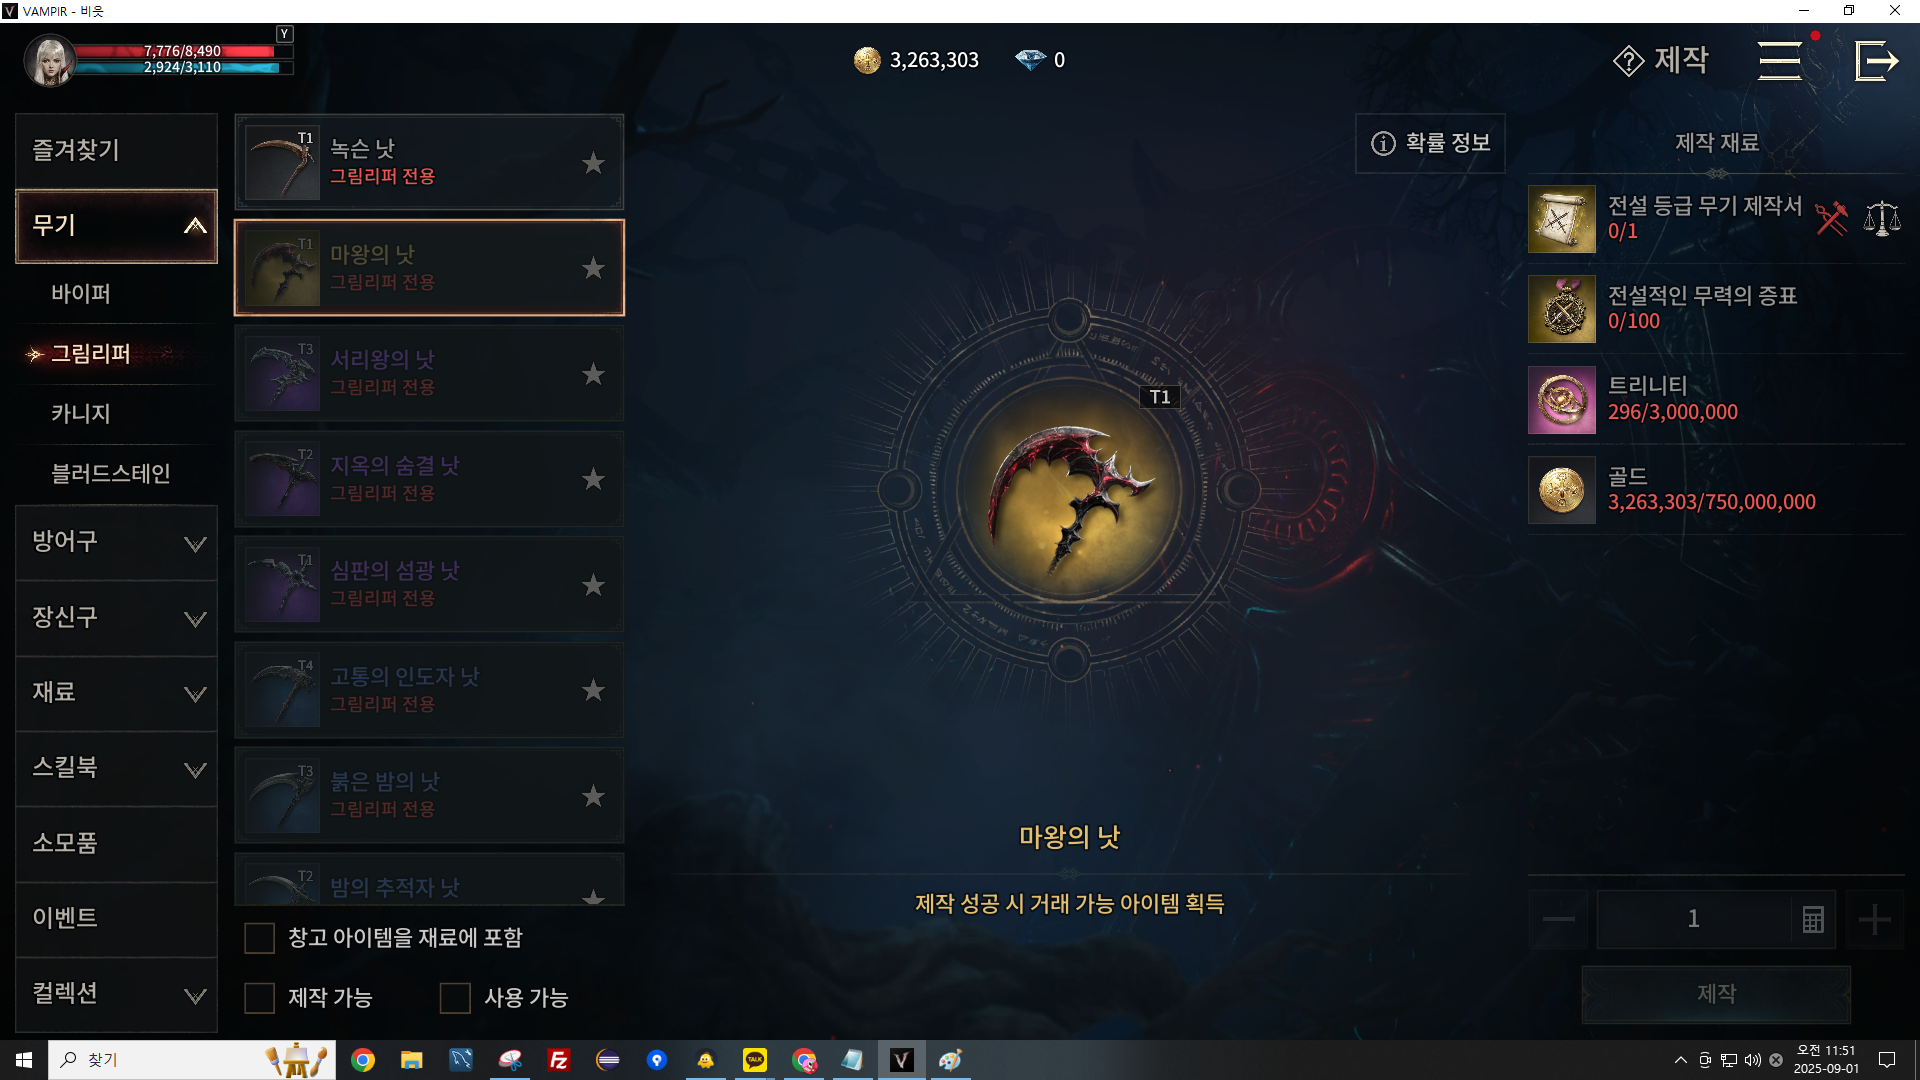 VAMPIR - 비읏
Y
7,776/8,490
2,924/3,110
3,263,303
0
제작
즐겨찾기
무기
바이퍼
그림리퍼
카니지
블러드스테인
방어구
장신구
재료
스킬북
소모품
이벤트
컬렉션
T1
녹슨 낫
그림리퍼 전용
T1
마왕의 낫
그림리퍼 전용
T3
서리왕의 낫
그림리퍼 전용
T2
지옥의 숨결 낫
그림리퍼 전용
T1
심판의 섬광 낫
그림리퍼 전용
T4
고통의 인도자 낫
그림리퍼 전용
T3
붉은 밤의 낫
그림리퍼 전용
T2
밤의 추적자 낫
창고 아이템을 재료에 포함
제작 가능
사용 가능
확률 정보
T1
마왕의 낫
제작 성공 시 거래 가능 아이템 획득
제작 재료
전설 등급 무기 제작서
0/1
전설적인 무력의 증표
0/100
트리니티
296/3,000,000
골드
3,263,303/750,000,000
1
제작
찾기
TALK
오전 11:51
2025-09-01